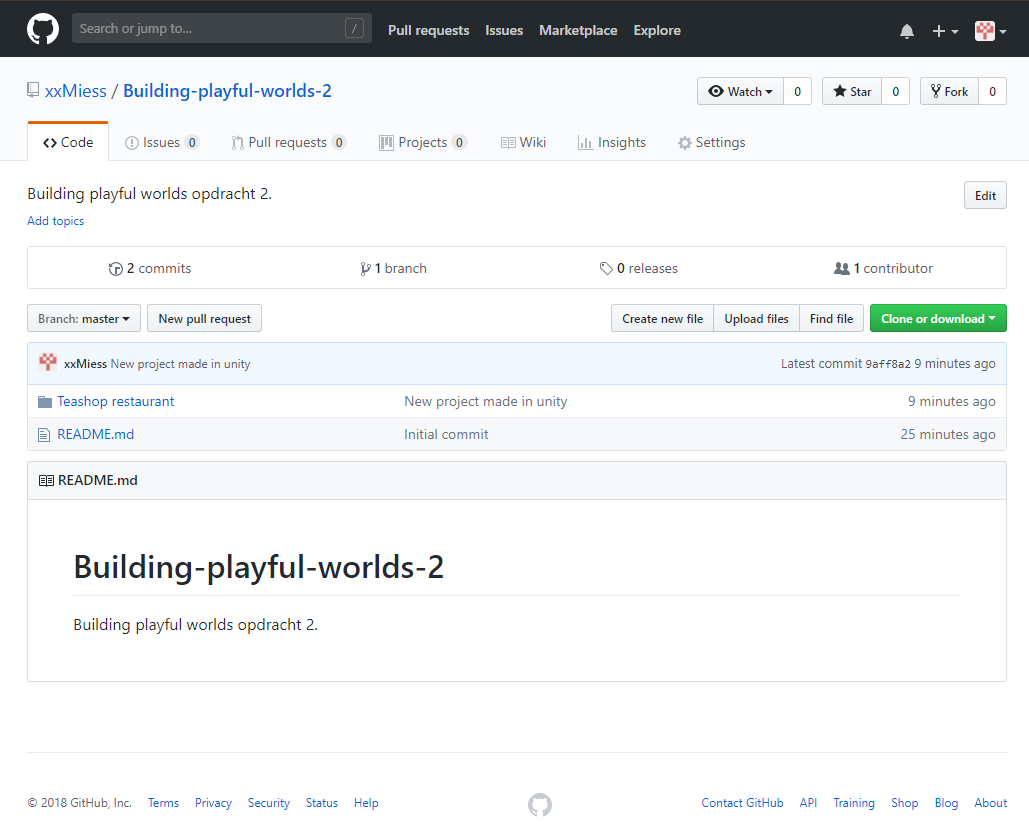 Search or jump to... / Pull requests Issues Marketplace Explore
xxMiess / Building-playful-worlds-2 Watch 0 Star 0 Fork 0
Code Issues 0 Pull requests 0 Projects 0 Wiki Insights Settings
Building playful worlds opdracht 2. Edit
Add topics
2 commits 1 branch 0 releases 1 contributor
Branch: master New pull request Create new file Upload files Find file Clone or download
xxMiess New project made in unity Latest commit 9aff8a2 9 minutes ago
Teashop restaurant New project made in unity 9 minutes ago
README.md Initial commit 25 minutes ago
README.md
Building-playful-worlds-2
Building playful worlds opdracht 2.
© 2018 GitHub, Inc. Terms Privacy Security Status Help Contact GitHub API Training Shop Blog About